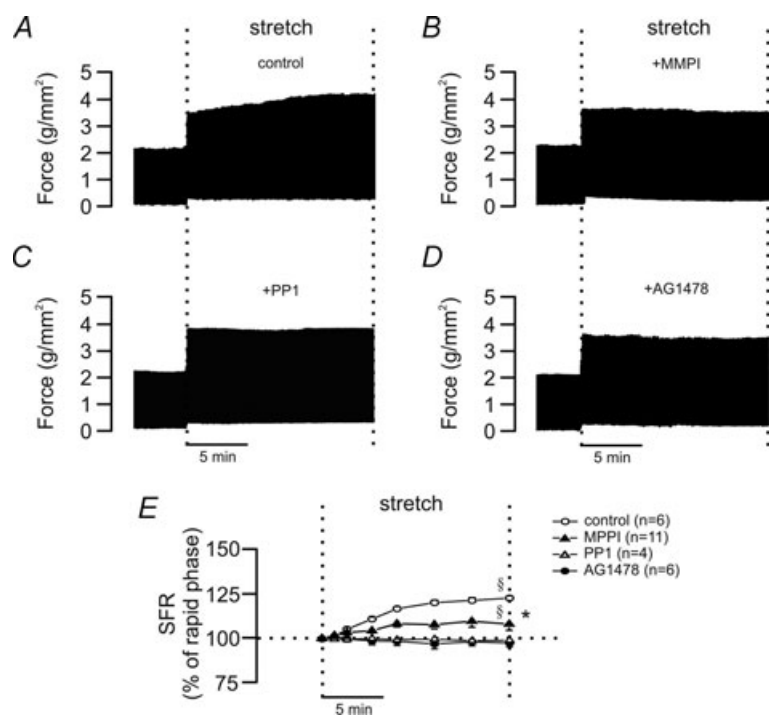 A
stretch
control
Force (g/mm²)
5
4
3
2
1
0
B
stretch
+MMPI
Force (g/mm²)
5
4
3
2
1
0
C
+PP1
Force (g/mm²)
5
4
3
2
1
0
5 min
D
+AG1478
Force (g/mm²)
5
4
3
2
1
0
5 min
E
stretch
SFR
(% of rapid phase)
150
125
100
75
§
§ *
5 min
control (n=6)
MPPI (n=11)
PP1 (n=4)
AG1478 (n=6)